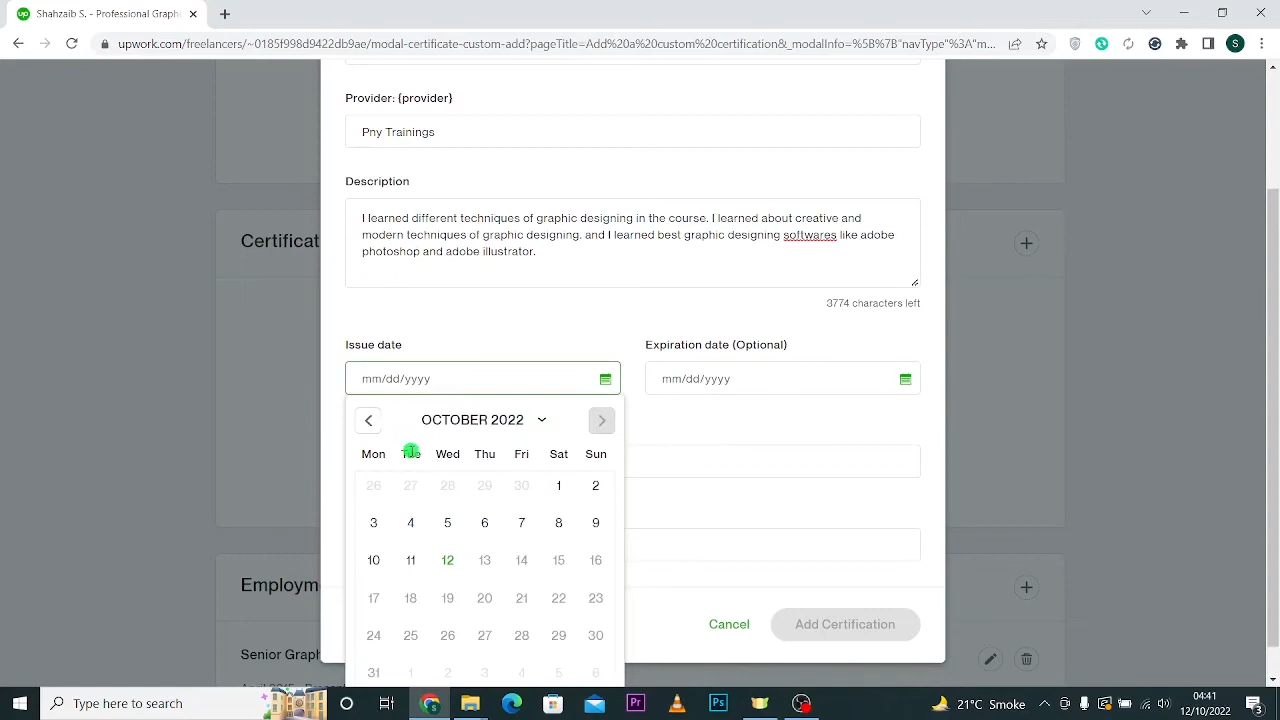 Shahzaib S. - Professional Graph
upwork.com/freelancers/~0185f998d9422db9ac/modal-certificate-custom-add?pageTitle=Add%20a%20custom%20certification&_modalInfo=%5B%7B"navType"%3A"m...
S
Provider: {provider}
Pny Trainings
Description
I learned different techniques of graphic designing in the course. I learned about creative and
modern techniques of graphic designing. and I learned best graphic designing softwares like adobe
photoshop and adobe illustrator.
3774 characters left
Certificat
Issue date
Expiration date (Optional)
mm/dd/yyyy
mm/dd/yyyy
OCTOBER 2022
Mon Tue Wed Thu Fri Sat Sun
26 27 28 29 30 1 2
3 4 5 6 7 8 9
10 11 12 13 14 15 16
17 18 19 20 21 22 23
24 25 26 27 28 29 30
31 1 2 3 4 5 6
Employm
Cancel
Add Certification
Senior Graph
Type here to search
Pr
Ps
21°C Smoke
04:41
12/10/2022